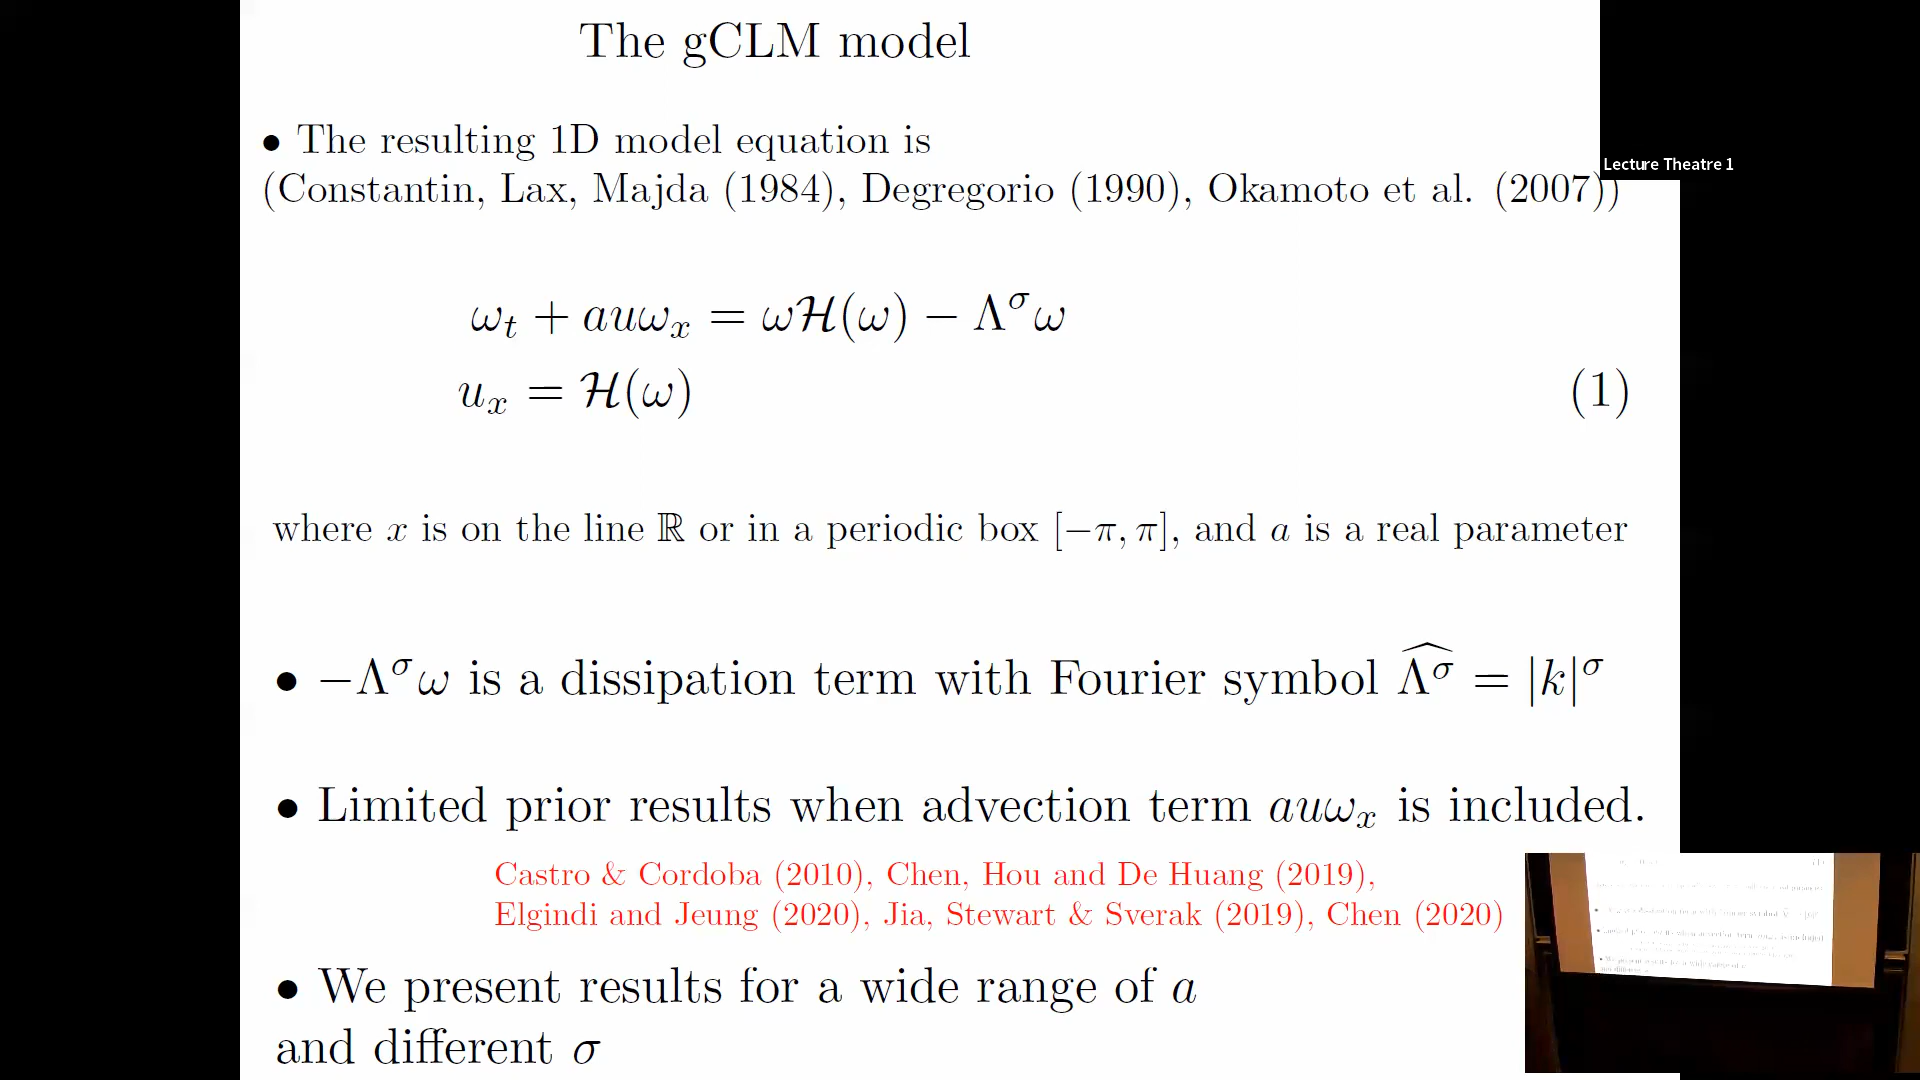 The gCLM model
• The resulting 1D model equation is
(Constantin, Lax, Majda (1984), Degregorio (1990), Okamoto et al. (2007))
Lecture Theatre 1
ω_t + auω_x = ωℋ(ω) − Λ^σ ω
u_x = ℋ(ω) (1)
where x is on the line ℝ or in a periodic box [−π, π], and a is a real parameter
• −Λ^σ ω is a dissipation term with Fourier symbol \widehat{Λ^σ} = |k|^σ
• Limited prior results when advection term auω_x is included.
Castro & Cordoba (2010), Chen, Hou and De Huang (2019),
Elgindi and Jeung (2020), Jia, Stewart & Sverak (2019), Chen (2020)
• We present results for a wide range of a
and different σ